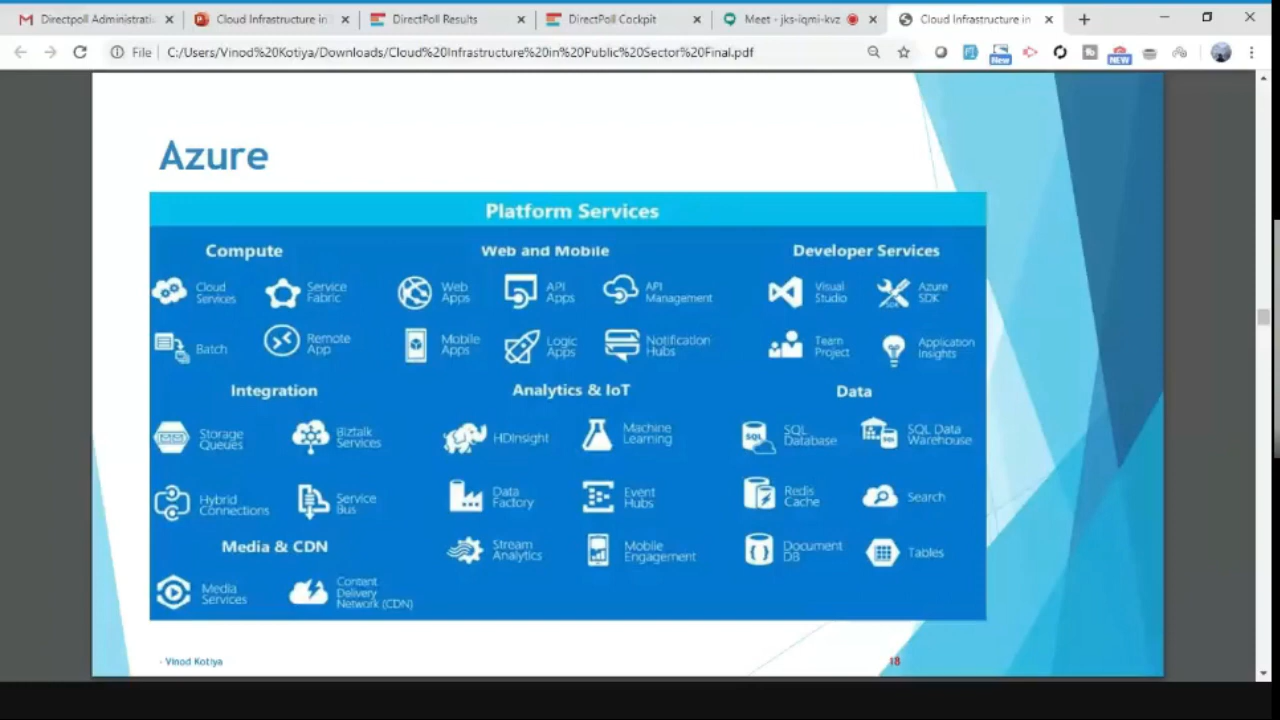 Directpoll Administrati
Cloud Infrastructure in
DirectPoll Results
DirectPoll Cockpit
Meet - jks-iqmi-kvz
Cloud Infrastructure in
File
C:/Users/Vinod%20Kotiya/Downloads/Cloud%20Infrastructure%20in%20Public%20Sector%20Final.pdf
New
NEW
Azure
Platform Services
Compute
Cloud
Services
Service
Fabric
Batch
Remote
App
Web and Mobile
Web
Apps
API
Apps
API
Management
Mobile
Apps
Logic
Apps
Notification
Hubs
Developer Services
Visual
Studio
Azure
SDK
SDK
Team
Project
Application
Insights
Integration
Storage
Queues
Biztalk
Services
Hybrid
Connections
Service
Bus
Analytics & IoT
HDInsight
Machine
Learning
Data
Factory
Event
Hubs
Stream
Analytics
Mobile
Engagement
Data
SQL
SQL
Database
SQL
SQL Data
Warehouse
Redis
Cache
Search
Document
DB
Tables
Media & CDN
Media
Services
Content
Delivery
Network (CDN)
- Vinod Kotiya
18